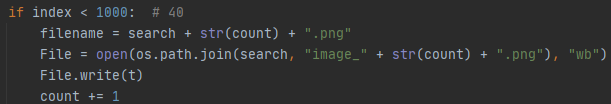 if index < 1000:  # 40
    filename = search + str(count) + ".png"
    File = open(os.path.join(search, "image_" + str(count) + ".png"), "wb")
    File.write(t)
    count += 1